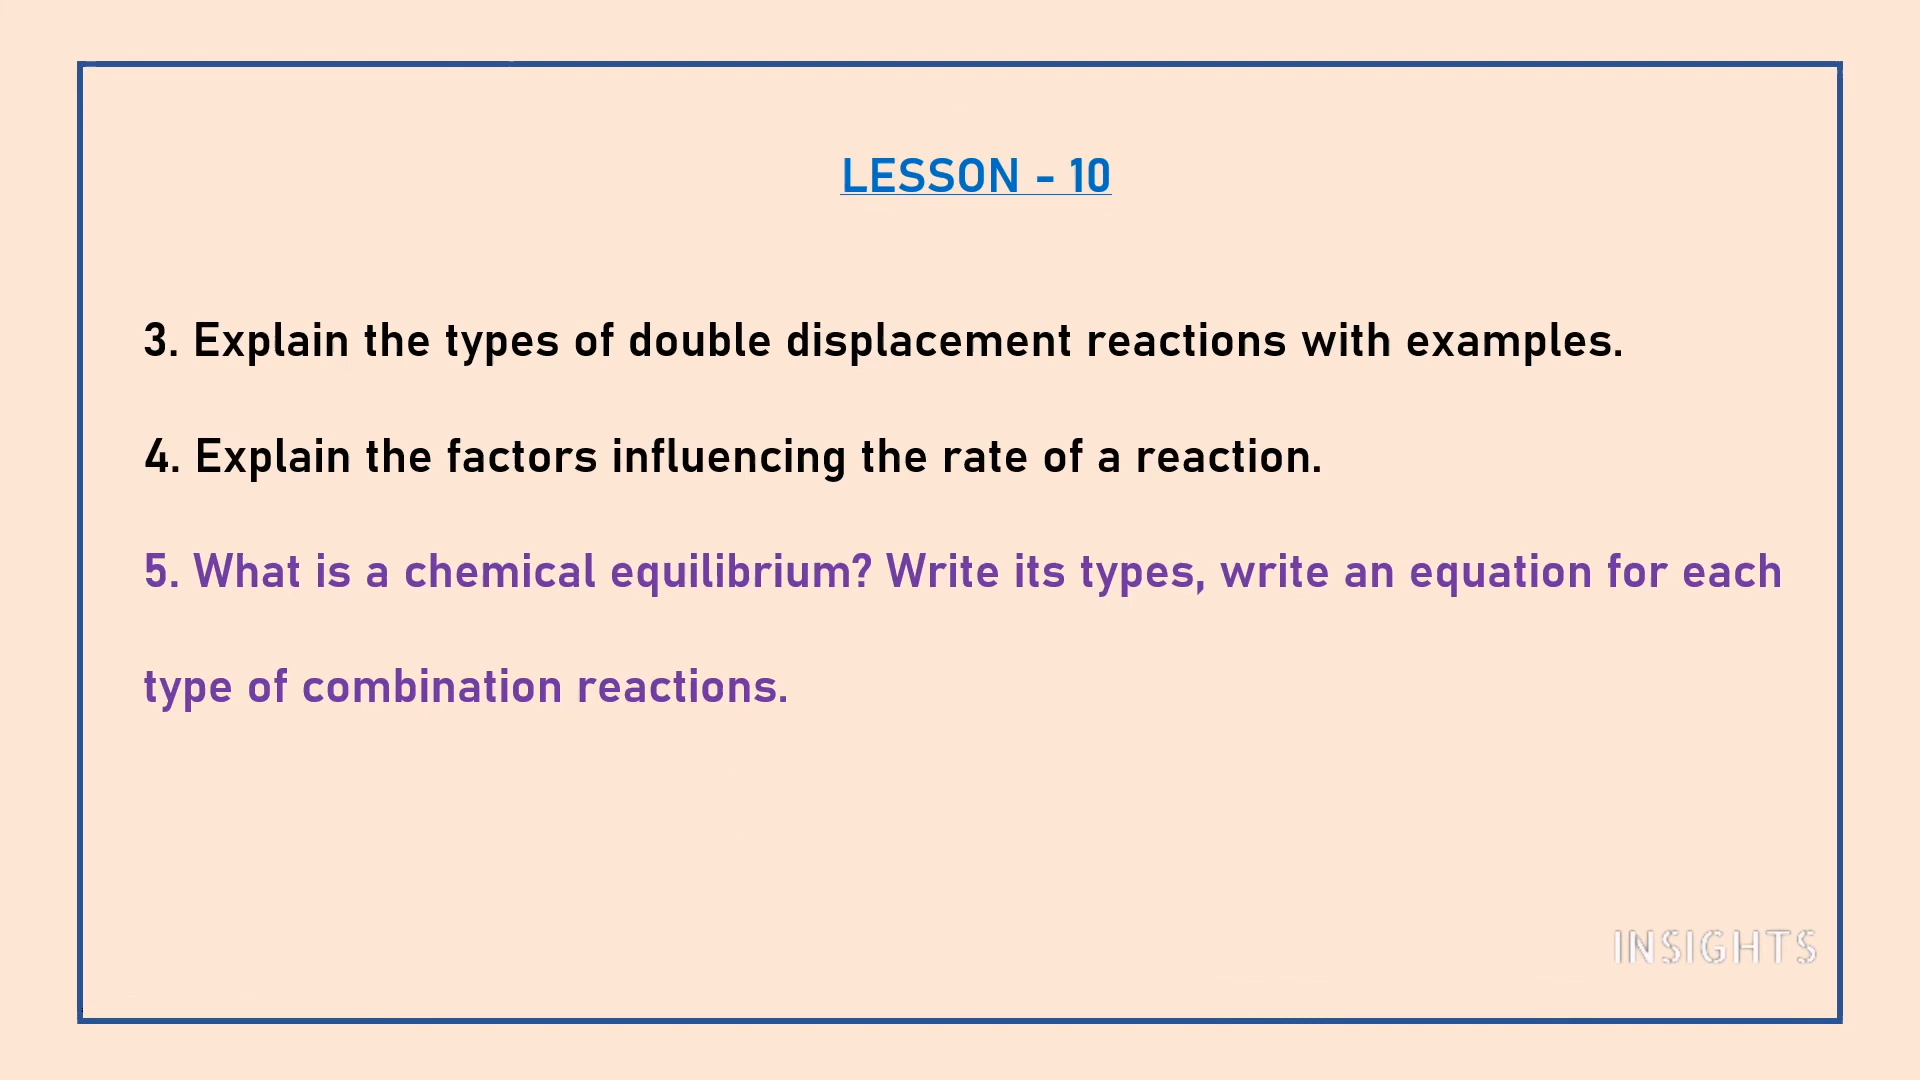 LESSON - 10
3. Explain the types of double displacement reactions with examples.
4. Explain the factors influencing the rate of a reaction.
5. What is a chemical equilibrium? Write its types, write an equation for each
type of combination reactions.
INSIGHTS